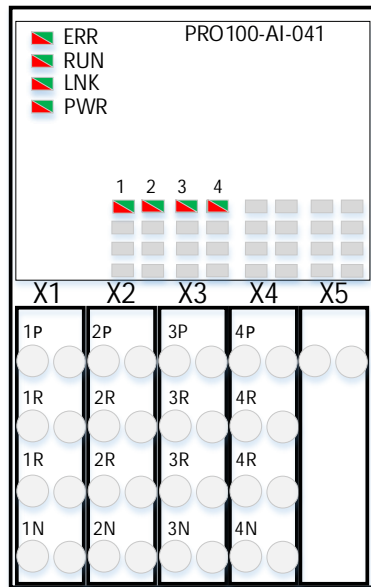 ERR PRO100-AI-041
RUN
LNK
PWR
1 2 3 4
X1 X2 X3 X4 X5
1P 2P 3P 4P
1R 2R 3R 4R
1R 2R 3R 4R
1N 2N 3N 4N